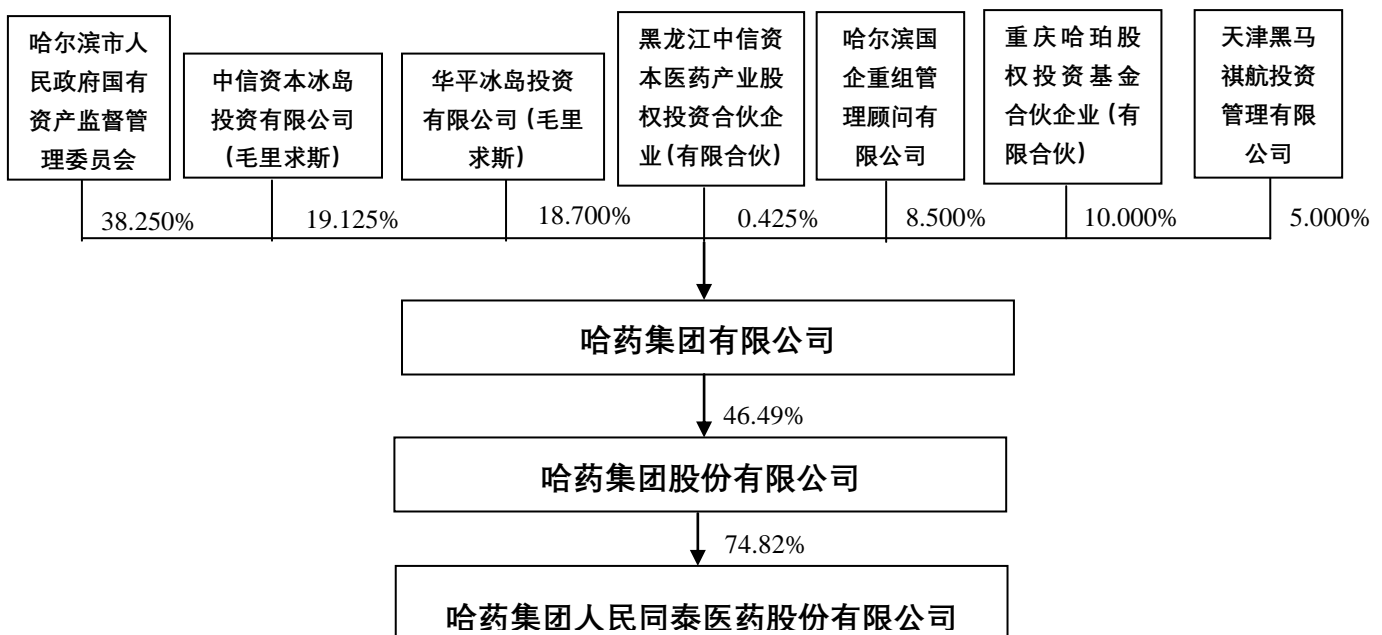 哈尔滨市人
民政府国有
资产监督管
理委员会
中信资本冰岛
投资有限公司
(毛里求斯)
华平冰岛投资
有限公司(毛里
求斯)
黑龙江中信资
本医药产业股
权投资合伙企
业(有限合伙)
哈尔滨国
企重组管
理顾问有
限公司
重庆哈珀股
权投资基金
合伙企业(有
限合伙)
天津黑马
祺航投资
管理有限
公司
38.250%
19.125%
18.700%
0.425%
8.500%
10.000%
5.000%
哈药集团有限公司
46.49%
哈药集团股份有限公司
74.82%
哈药集团人民同泰医药股份有限公司